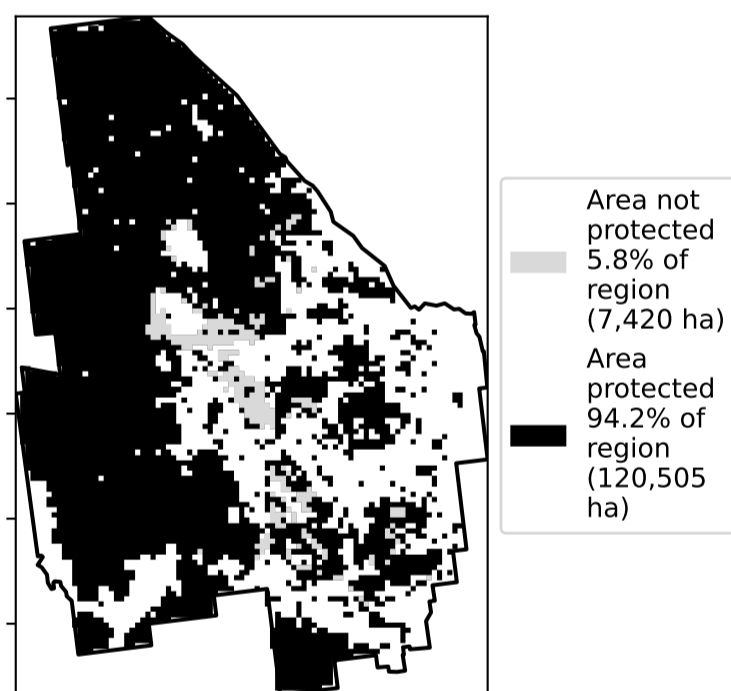 Area not
protected
5.8% of
region
(7,420 ha)
Area
protected
94.2% of
region
(120,505
ha)